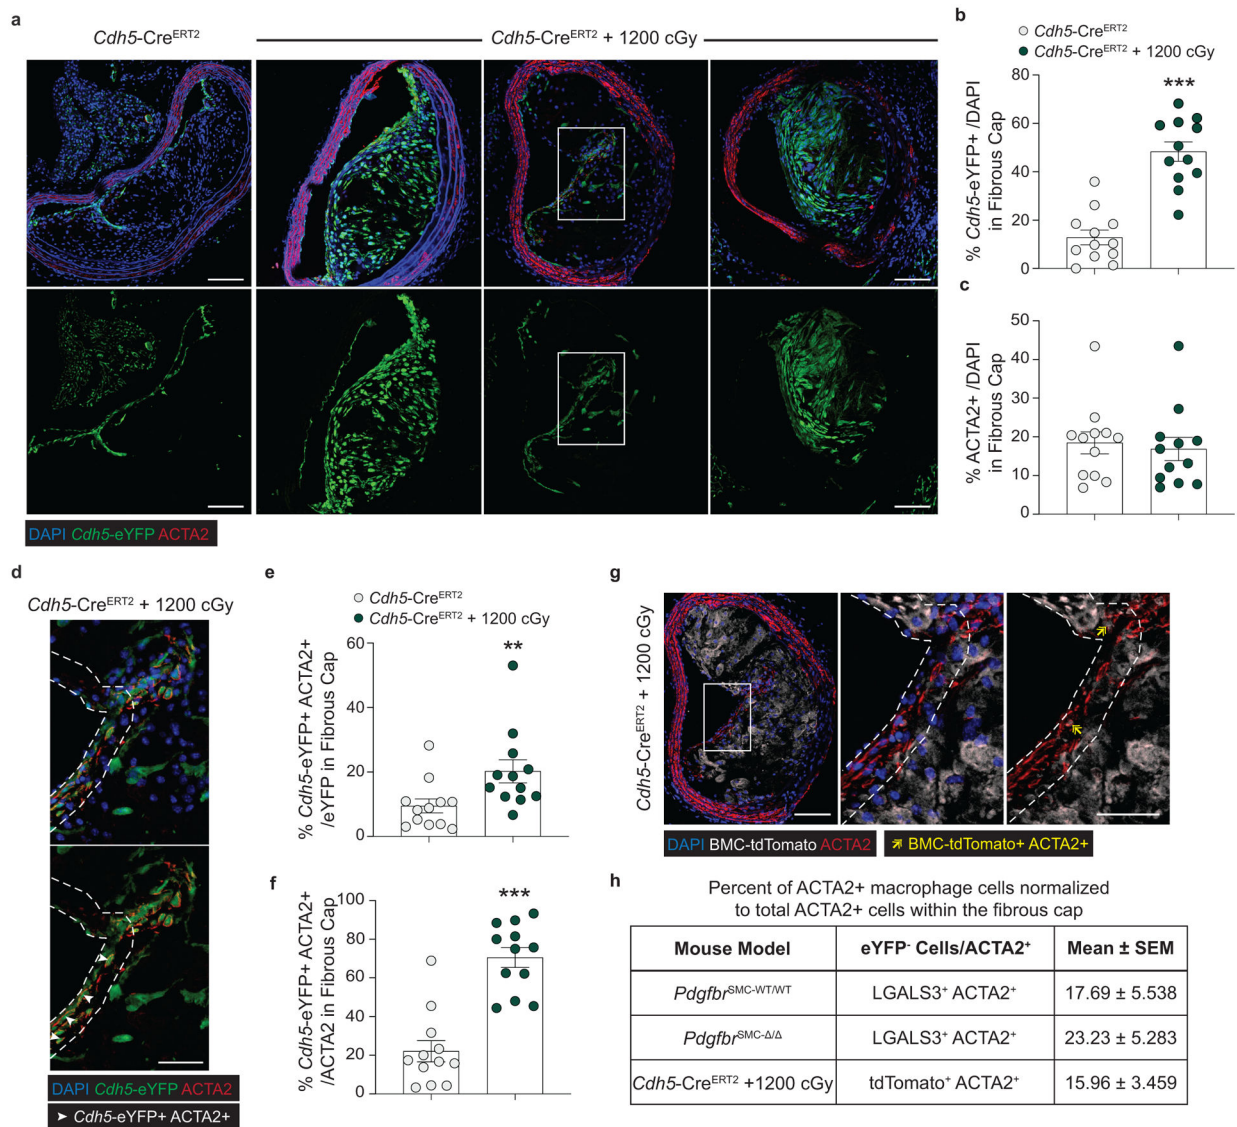 a
Cdh5-CreERT2
Cdh5-CreERT2 + 1200 cGy
DAPI Cdh5-eYFP ACTA2
b
Cdh5-CreERT2
Cdh5-CreERT2 + 1200 cGy
% Cdh5-eYFP+ /DAPI
in Fibrous Cap
80
60
40
20
0
***
c
% ACTA2+ /DAPI
in Fibrous Cap
50
40
30
20
10
0
d
Cdh5-CreERT2 + 1200 cGy
DAPI Cdh5-eYFP ACTA2
➤ Cdh5-eYFP+ ACTA2+
e
Cdh5-CreERT2
Cdh5-CreERT2 + 1200 cGy
% Cdh5-eYFP+ ACTA2+
/eYFP in Fibrous Cap
60
40
20
0
**
f
% Cdh5-eYFP+ ACTA2+
/ACTA2 in Fibrous Cap
100
80
60
40
20
0
***
g
Cdh5-CreERT2 + 1200 cGy
DAPI BMC-tdTomato ACTA2
BMC-tdTomato+ ACTA2+
h
Percent of ACTA2+ macrophage cells normalized
to total ACTA2+ cells within the fibrous cap
Mouse Model eYFP- Cells/ACTA2+ Mean ± SEM
PdgfbrSMC-WT/WT LGALS3+ ACTA2+ 17.69 ± 5.538
PdgfbrSMC-Δ/Δ LGALS3+ ACTA2+ 23.23 ± 5.283
Cdh5-CreERT2 +1200 cGy tdTomato+ ACTA2+ 15.96 ± 3.459